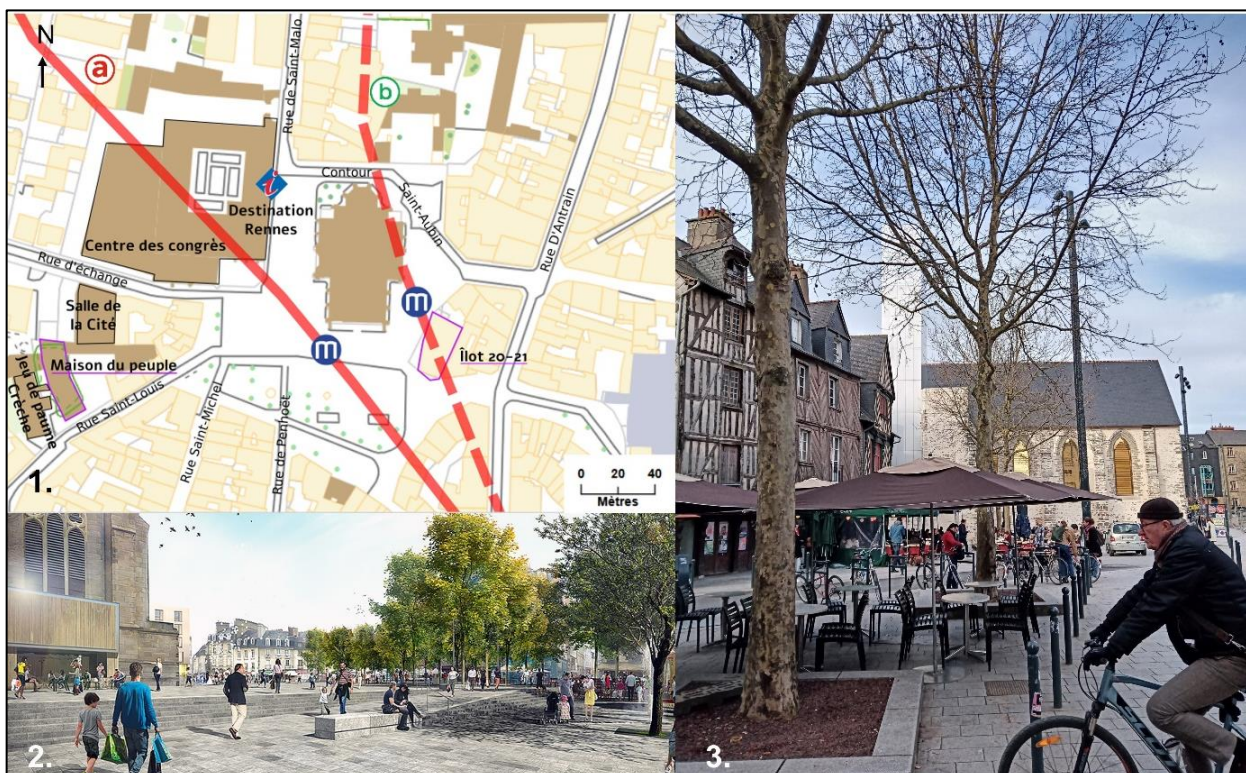 N
a
b
Rue de Saint-Malo
Contour
Saint-Aubin
Destination
Rennes
Rue D'Antrain
Centre des congrès
Rue d'échange
Salle de
la Cité
m
m
Îlot 20-21
Maison du peuple
Jeu de paume
Crèche
Rue Saint-Louis
Rue Saint-Michel
Rue de Penhoët
0 20 40
Mètres
1.
2.
3.